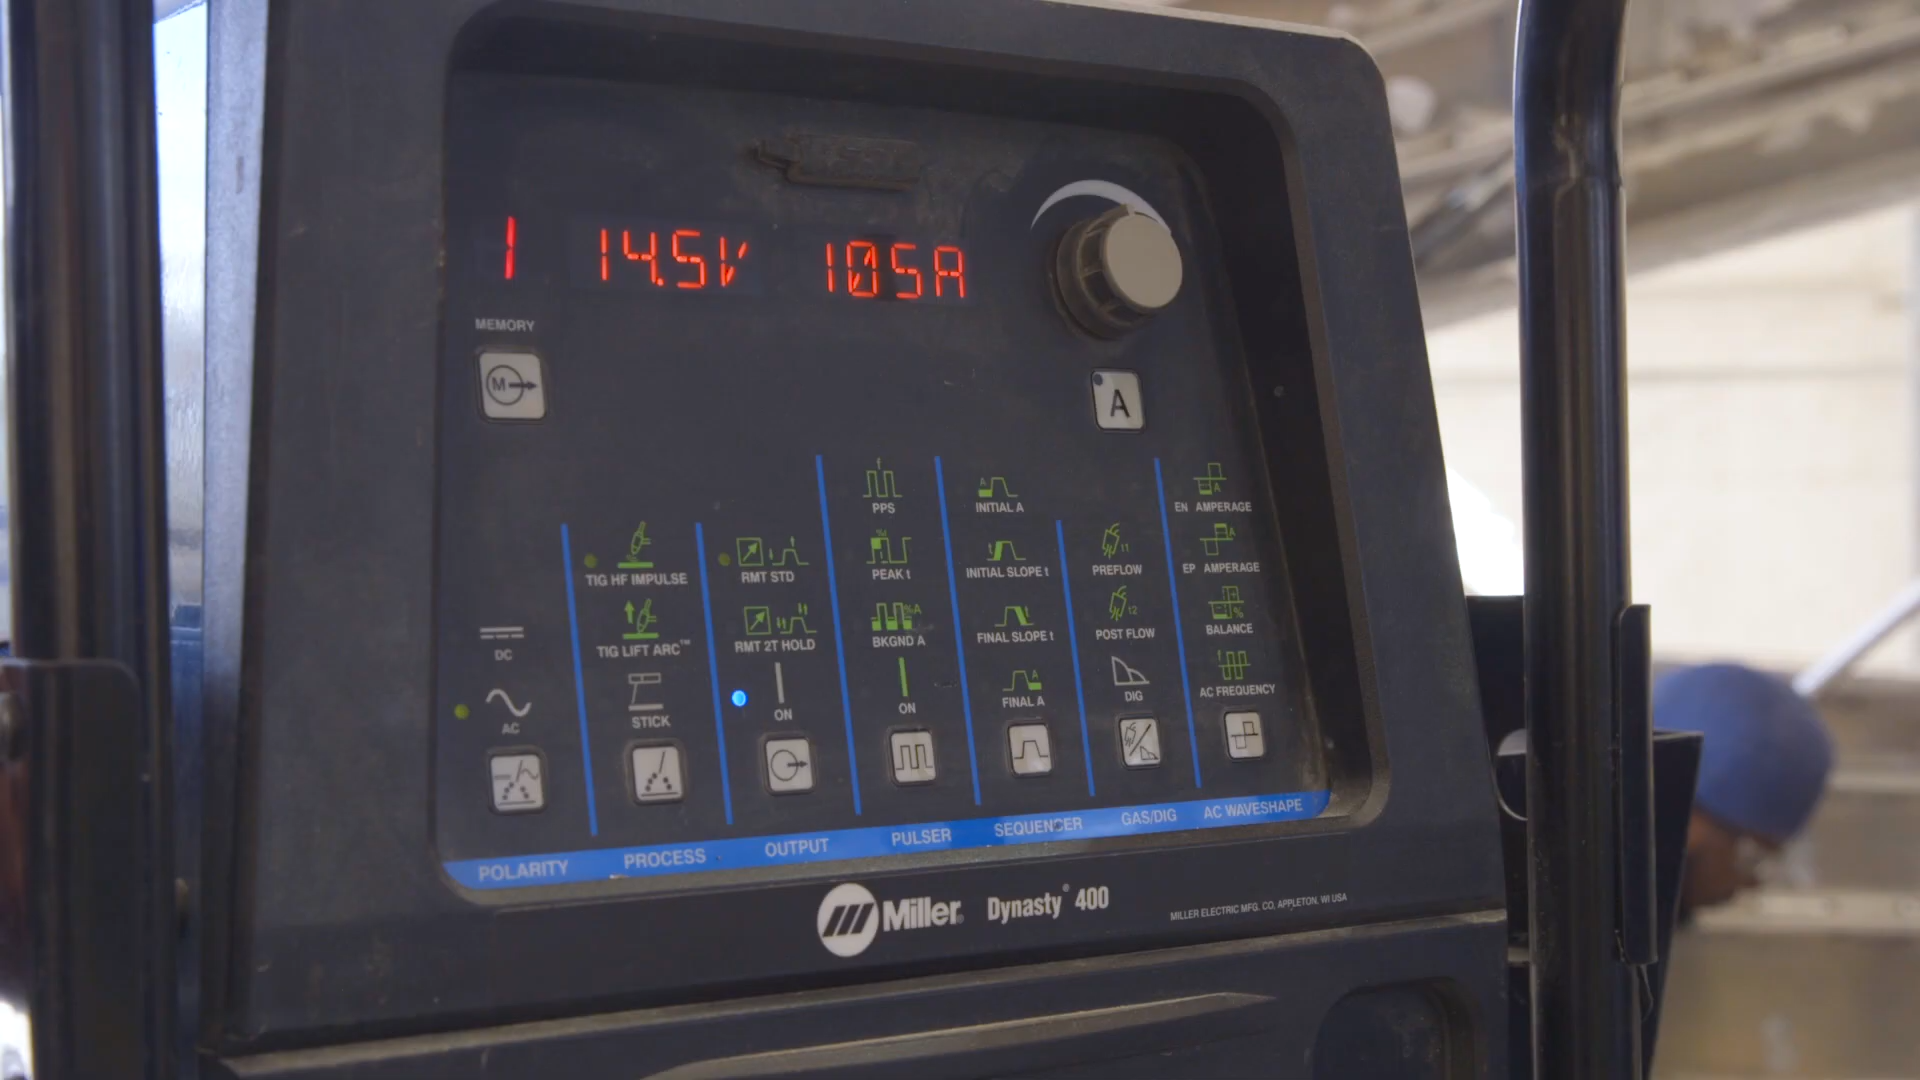 1 14.5V 105A
MEMORY
M
A
PPS
INITIAL A
EN AMPERAGE
TIG HF IMPULSE
RMT STD
PEAK t
INITIAL SLOPE t
PREFLOW
EP AMPERAGE
DC
TIG LIFT ARC™
RMT 2T HOLD
BKGND A
FINAL SLOPE t
POST FLOW
BALANCE
AC
STICK
ON
ON
FINAL A
DIG
AC FREQUENCY
POLARITY PROCESS OUTPUT PULSER SEQUENCER GAS/DIG AC WAVESHAPE
Miller® Dynasty® 400
MILLER ELECTRIC MFG. CO, APPLETON, WI USA